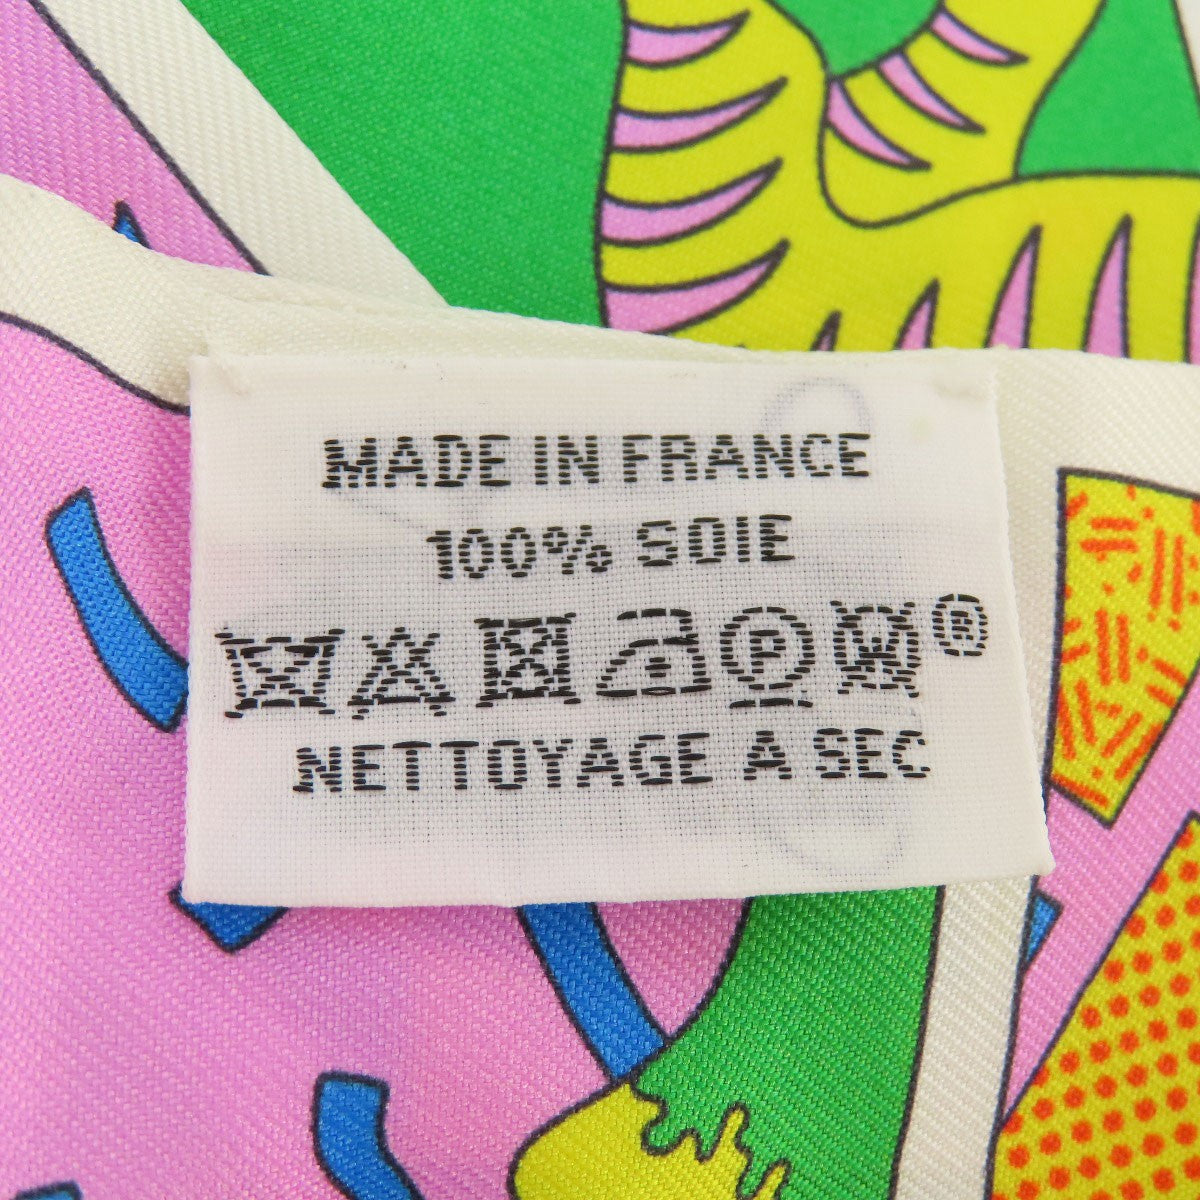 MADE IN FRANCE
100% SOIE
P W ®
NETTOYAGE A SEC